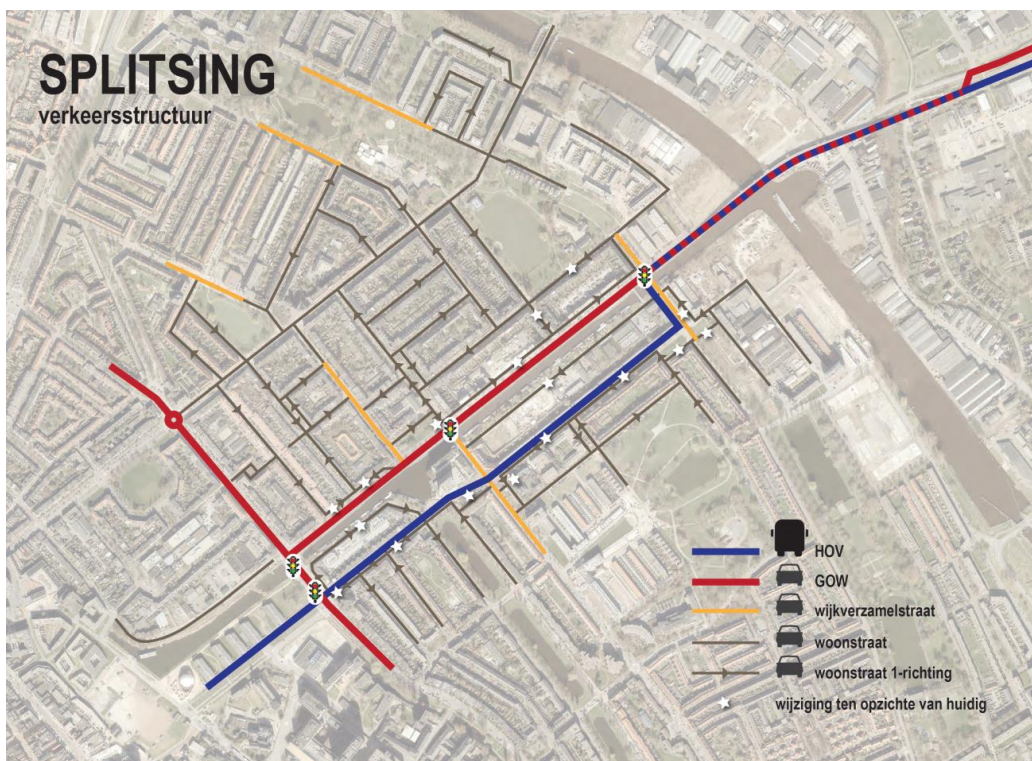 SPLITSING
verkeersstructuur
HOV
GOW
wijkverzamelstraat
woonstraat
woonstraat 1-richting
wijziging ten opzichte van huidig